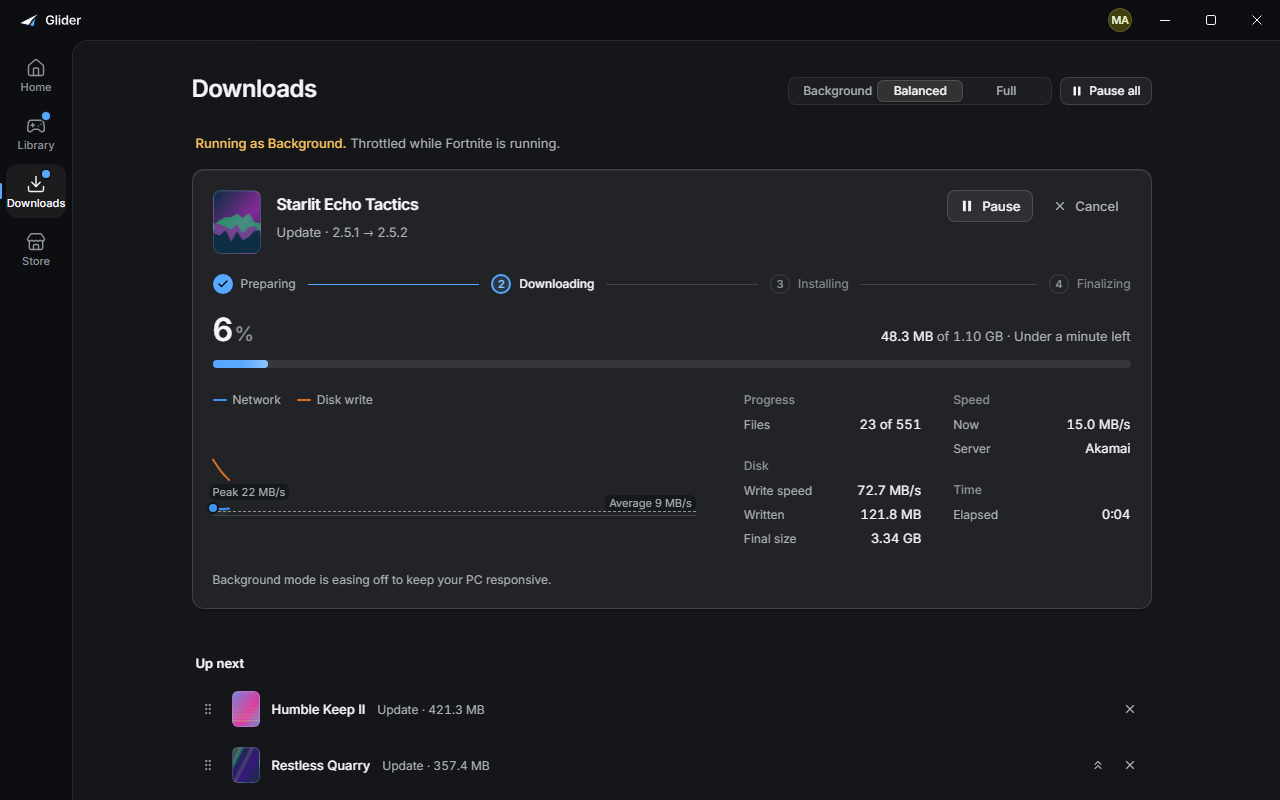 Glider
MA
Home
Library
Downloads
Store
Downloads
Background Balanced Full Pause all
Running as Background. Throttled while Fortnite is running.
Starlit Echo Tactics
Update · 2.5.1 → 2.5.2
Pause Cancel
Preparing 2 Downloading 3 Installing 4 Finalizing
6%
48.3 MB of 1.10 GB · Under a minute left
Network Disk write
Peak 22 MB/s
Average 9 MB/s
Progress
Files 23 of 551
Disk
Write speed 72.7 MB/s
Written 121.8 MB
Final size 3.34 GB
Speed
Now 15.0 MB/s
Server Akamai
Time
Elapsed 0:04
Background mode is easing off to keep your PC responsive.
Up next
Humble Keep II Update · 421.3 MB
Restless Quarry Update · 357.4 MB